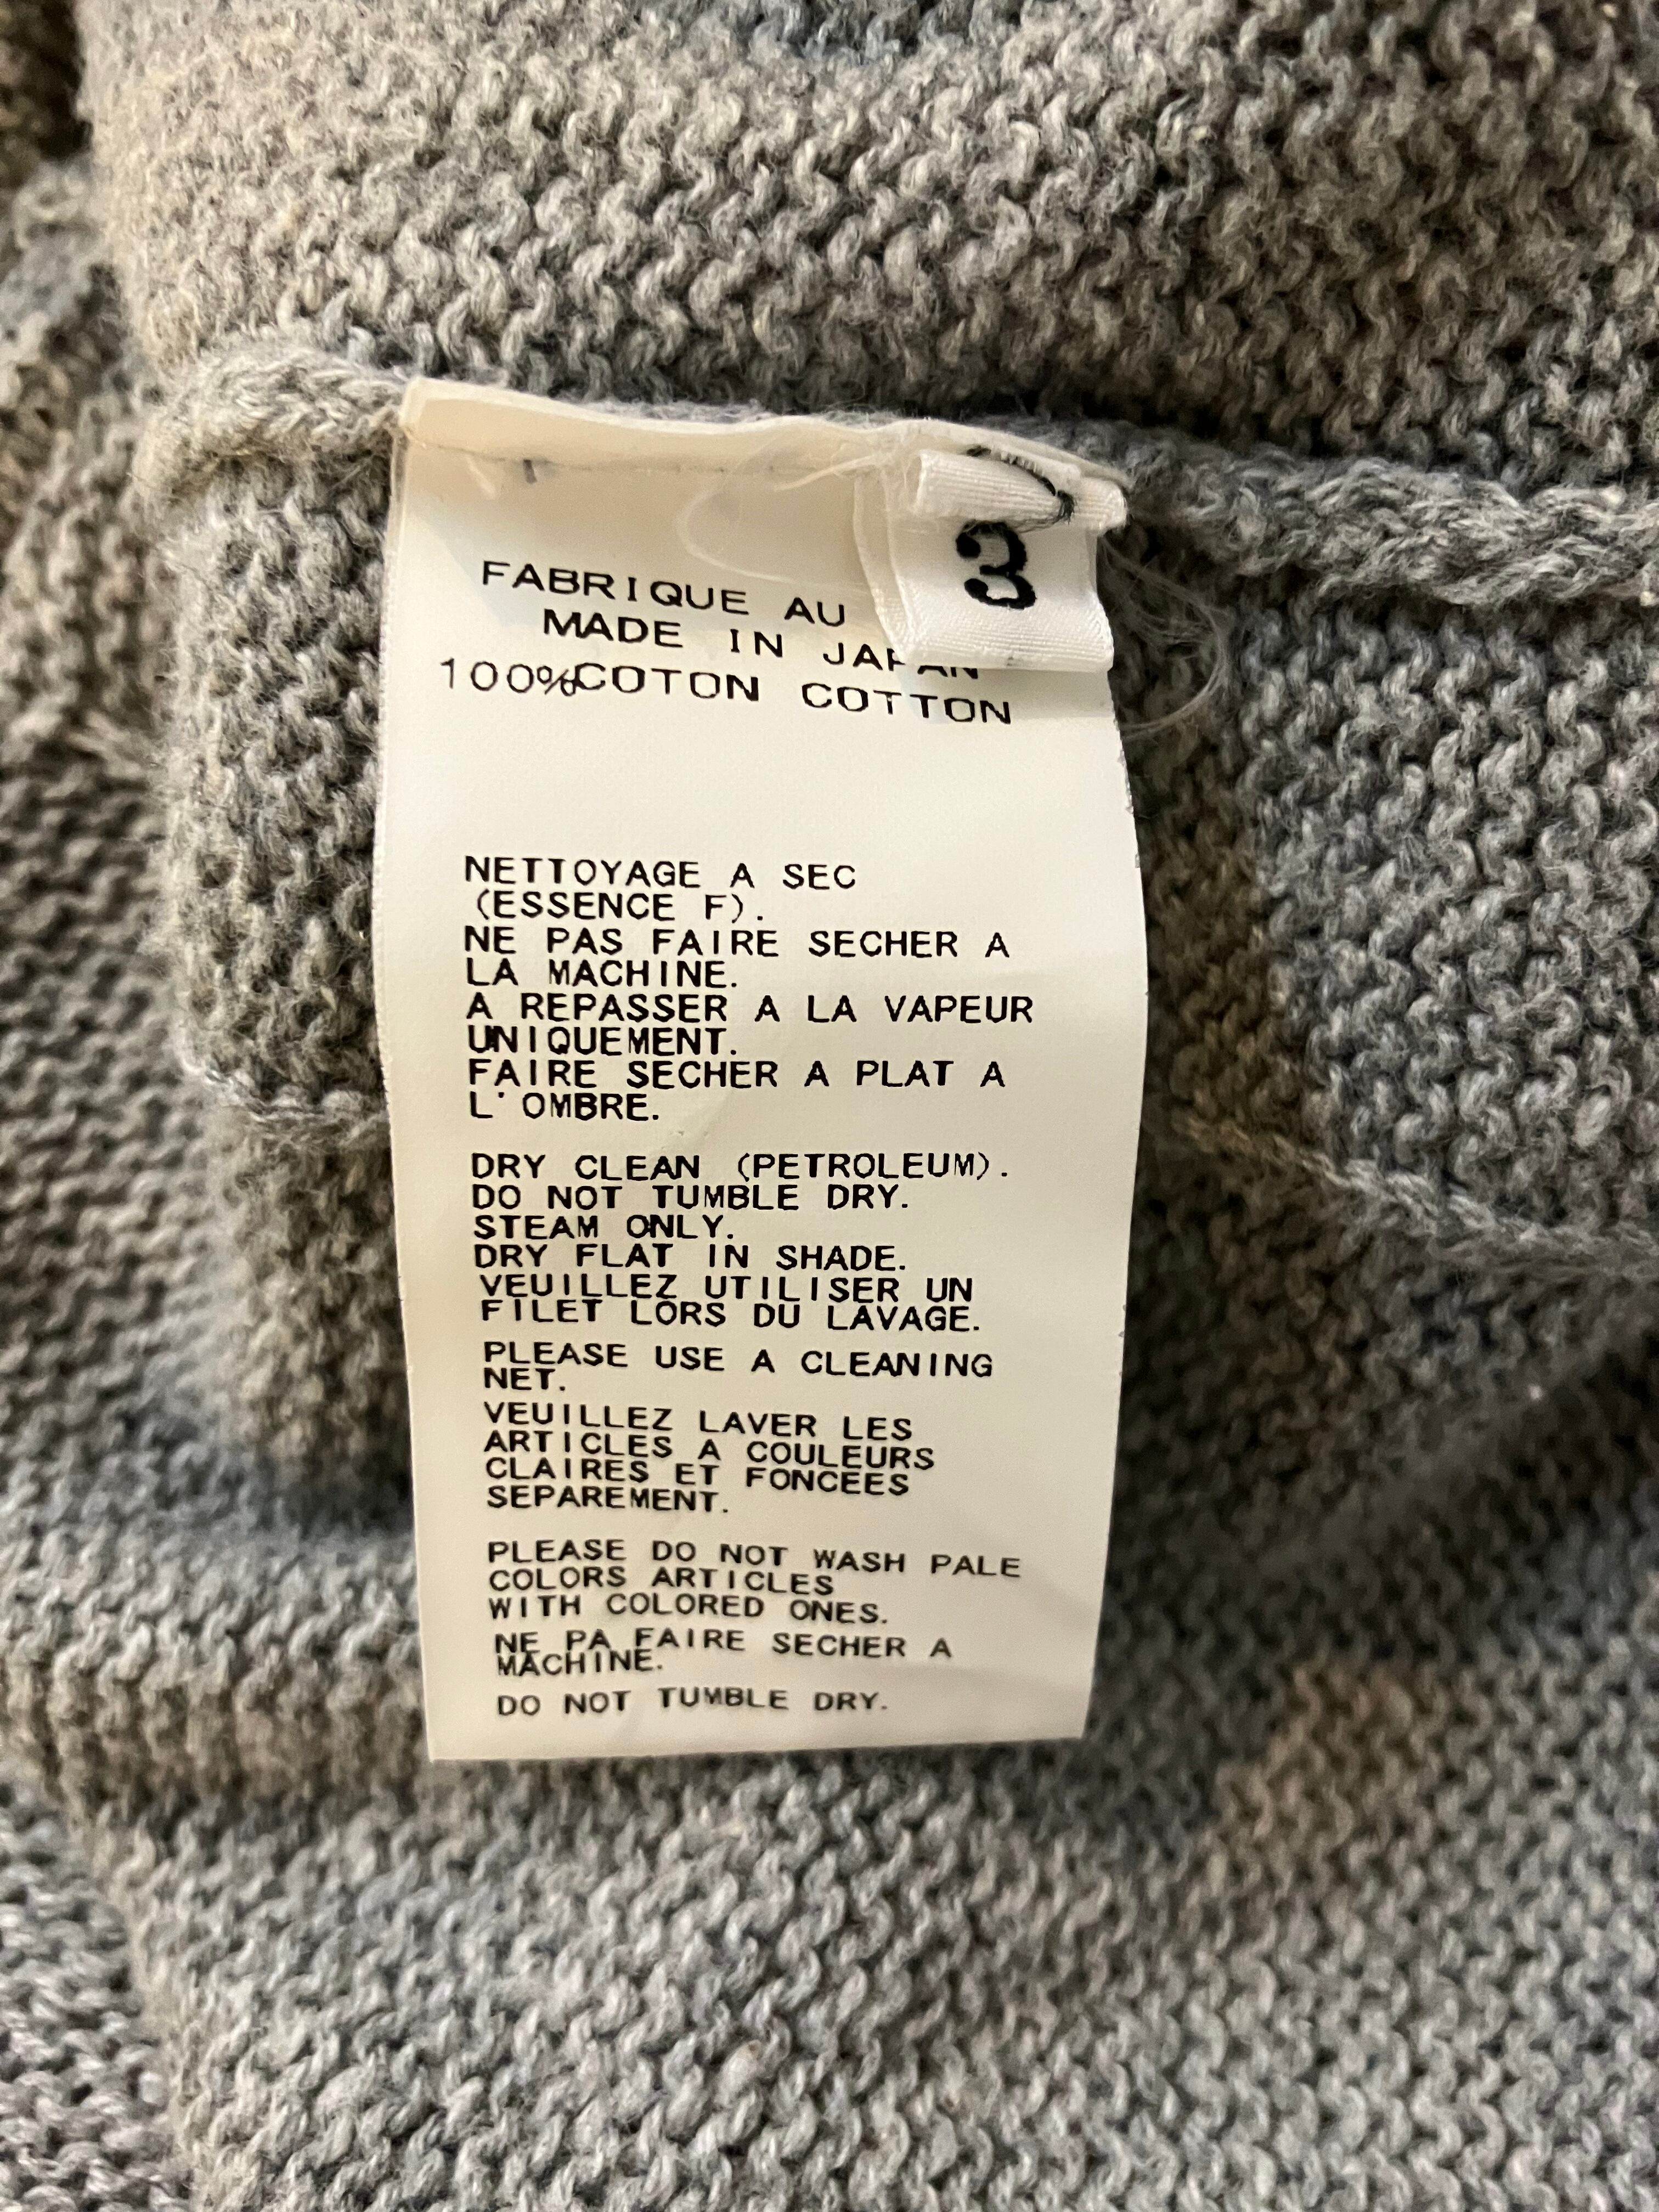 3
FABRIQUE AU
MADE IN JAPAN
100%COTON COTTON
NETTOYAGE A SEC
(ESSENCE F).
NE PAS FAIRE SECHER A
LA MACHINE.
A REPASSER A LA VAPEUR
UNIQUEMENT.
FAIRE SECHER A PLAT A
L'OMBRE.
DRY CLEAN (PETROLEUM).
DO NOT TUMBLE DRY.
STEAM ONLY.
DRY FLAT IN SHADE.
VEUILLEZ UTILISER UN
FILET LORS DU LAVAGE.
PLEASE USE A CLEANING
NET.
VEUILLEZ LAVER LES
ARTICLES A COULEURS
CLAIRES ET FONCEES
SEPAREMENT.
PLEASE DO NOT WASH PALE
COLORS ARTICLES
WITH COLORED ONES.
NE PA FAIRE SECHER A
MACHINE.
DO NOT TUMBLE DRY.